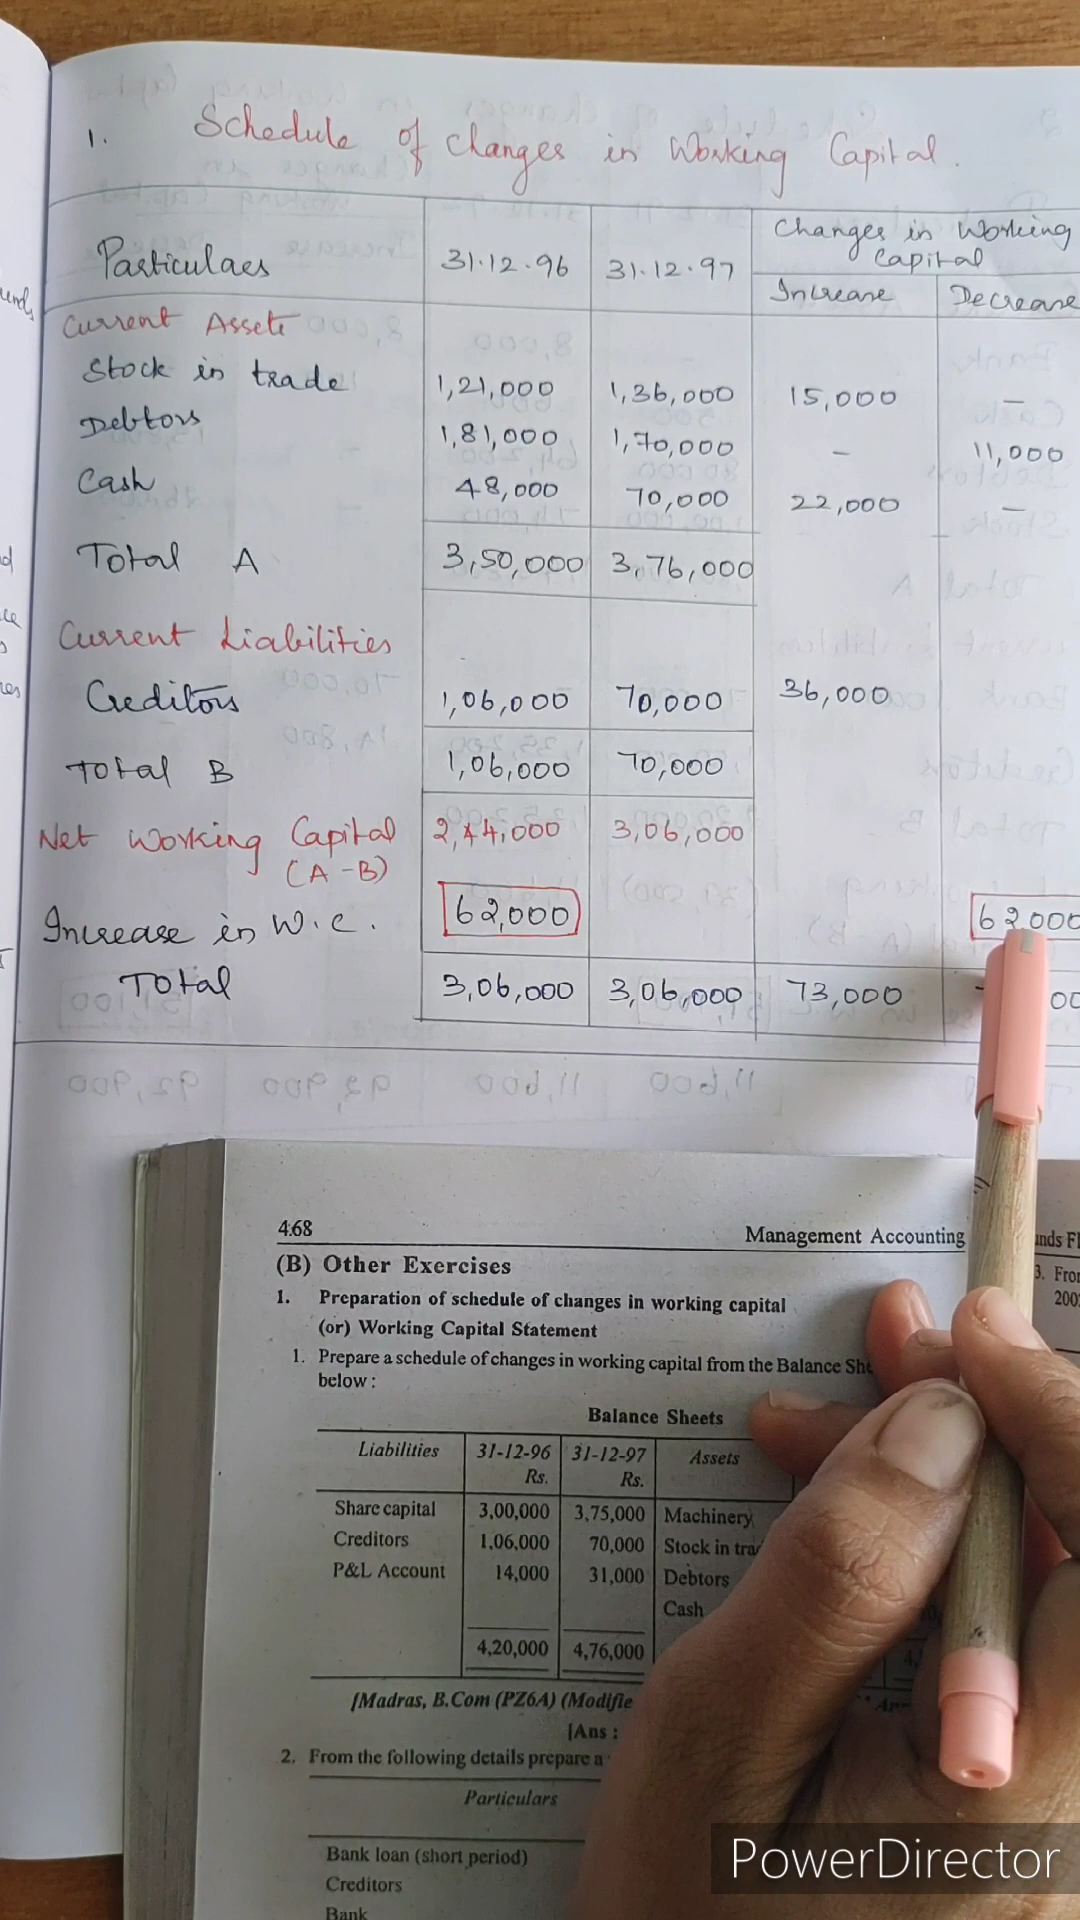 1. Schedule of changes in Working Capital.
Particulars 31.12.96 31.12.97 Changes in Working Capital
Increase Decrease
Current Assets
Stock in trade 1,21,000 1,36,000 15,000 –
Debtors 1,81,000 1,70,000 – 11,000
Cash 48,000 70,000 22,000 –
Total A 3,50,000 3,76,000
Current Liabilities
Creditors 1,06,000 70,000 36,000
Total B 1,06,000 70,000
Net Working Capital 2,44,000 3,06,000
(A-B)
Increase in W.C. 62,000 62,000
Total 3,06,000 3,06,000 73,000
468 Management Accounting
(B) Other Exercises
1. Preparation of schedule of changes in working capital
(or) Working Capital Statement
1. Prepare a schedule of changes in working capital from the Balance
below :
Balance Sheets
Liabilities 31-12-96 31-12-97 Assets
Rs. Rs.
Share capital 3,00,000 3,75,000 Machinery
Creditors 1,06,000 70,000 Stock in
P&L Account 14,000 31,000 Debtors
Cash
4,20,000 4,76,000
[Madras, B.Com (PZ6A)
[Ans :
2. From the following details prepare a
Particulars
Bank loan (short period)
Creditors
Bank
3.
PowerDirector